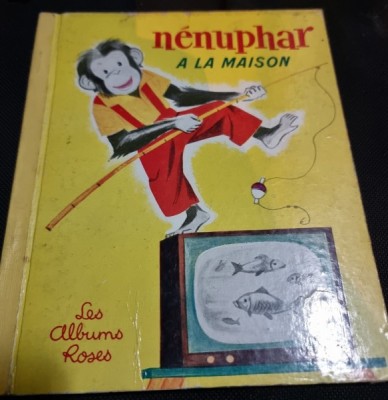 nénuphar
A LA MAISON
Les
Albums
Roses